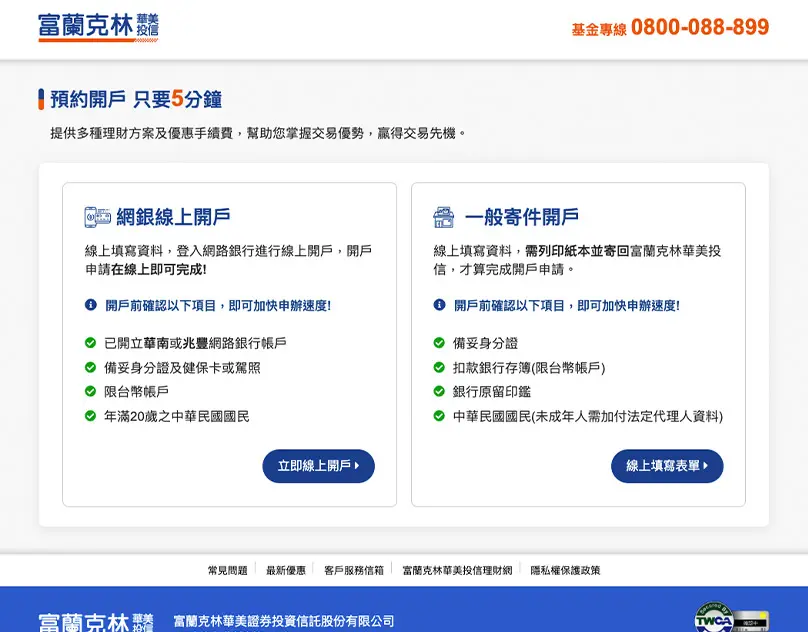 富蘭克林 華美投信
基金專線 0800-088-899
預約開戶 只要5分鐘
提供多種理財方案及優惠手續費，幫助您掌握交易優勢，贏得交易先機。
網銀線上開戶
線上填寫資料，登入網路銀行進行線上開戶，開戶
申請在線上即可完成!
開戶前確認以下項目，即可加快申辦速度!
已開立華南或兆豐網路銀行帳戶
備妥身分證及健保卡或駕照
限台幣帳戶
年滿20歲之中華民國國民
立即線上開戶
一般寄件開戶
線上填寫資料，需列印紙本並寄回富蘭克林華美投
信，才算完成開戶申請。
開戶前確認以下項目，即可加快申辦速度!
備妥身分證
扣款銀行存簿(限台幣帳戶)
銀行原留印鑑
中華民國國民(未成年人需加付法定代理人資料)
線上填寫表單
常見問題 最新優惠 客戶服務信箱 富蘭克林華美投信理財網 隱私權保護政策
富蘭克林 華美投信 富蘭克林華美證券投資信託股份有限公司
Secured By
TWCA